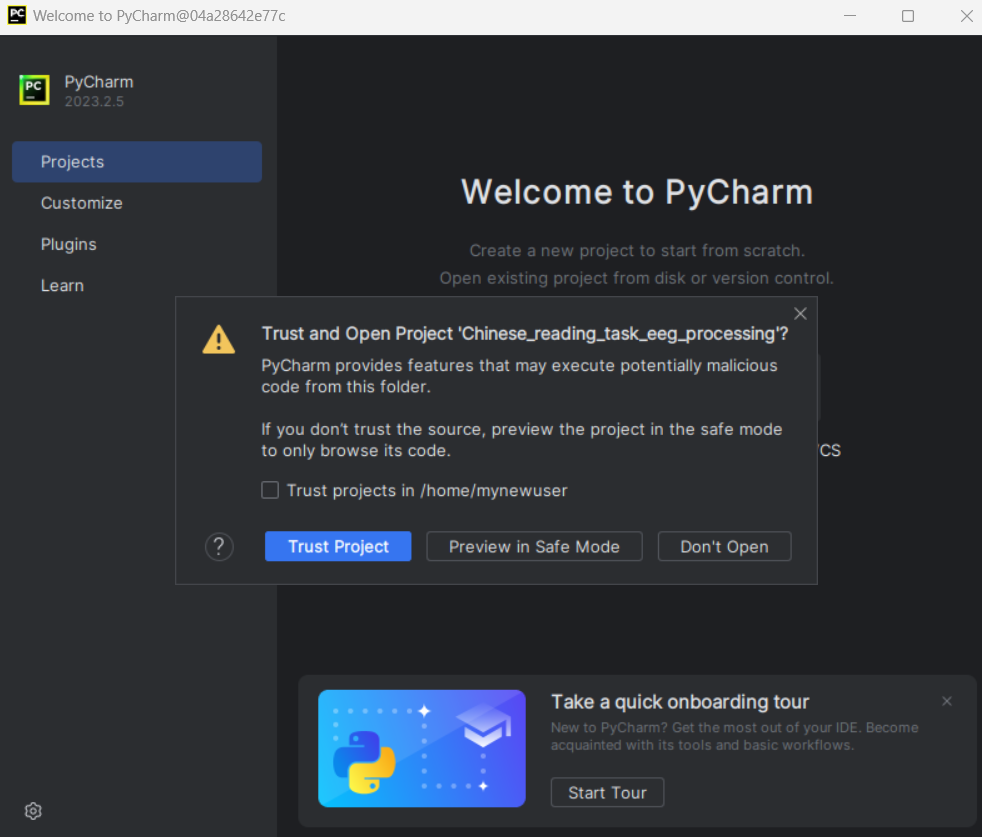 Welcome to PyCharm@04a28642e77c
PC
PyCharm
2023.2.5
Projects
Customize
Plugins
Learn
Welcome to PyCharm
Create a new project to start from scratch.
Open existing project from disk or version control.
Trust and Open Project 'Chinese_reading_task_eeg_processing'?
PyCharm provides features that may execute potentially malicious
code from this folder.
If you don't trust the source, preview the project in the safe mode
to only browse its code.
Trust projects in /home/mynewuser
?
Trust Project
Preview in Safe Mode
Don't Open
CS
Take a quick onboarding tour
New to PyCharm? Get the most out of your IDE. Become
acquainted with its tools and basic workflows.
Start Tour